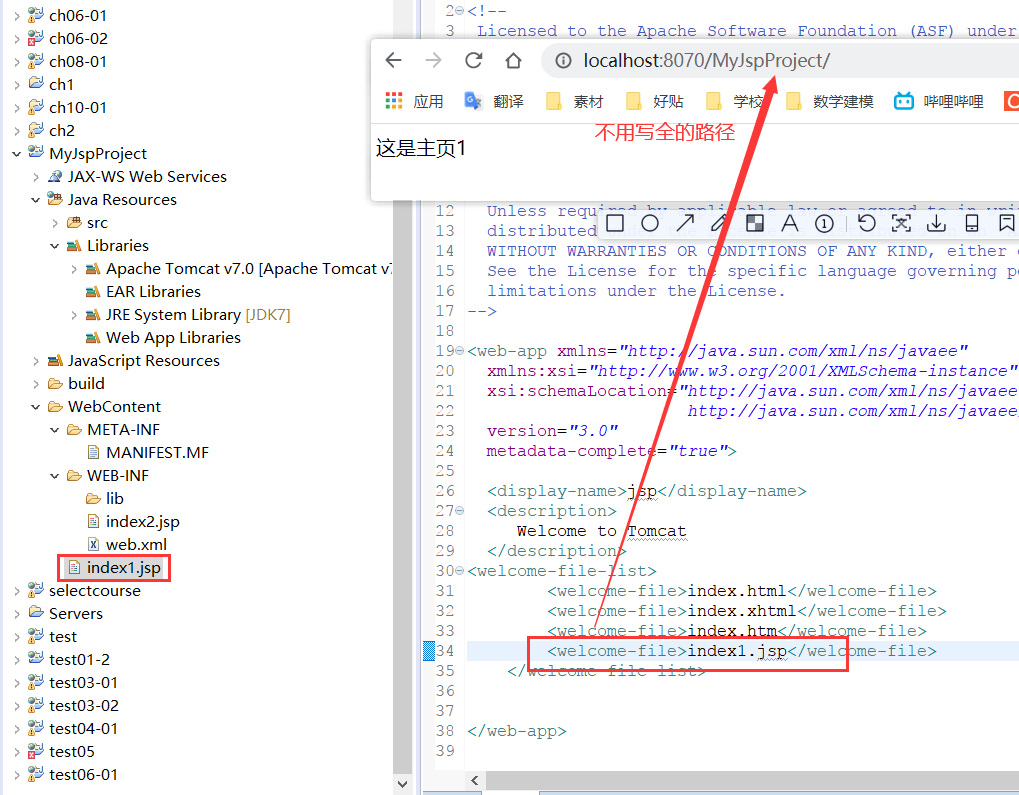 ch06-01
ch06-02
ch08-01
ch1
ch10-01
ch2
MyJspProject
JAX-WS Web Services
Java Resources
src
Libraries
Apache Tomcat v7.0 [Apache Tomcat v7
EAR Libraries
JRE System Library [JDK7]
Web App Libraries
JavaScript Resources
build
WebContent
META-INF
MANIFEST.MF
WEB-INF
lib
index2.jsp
web.xml
index1.jsp
selectcourse
Servers
test
test01-2
test03-01
test03-02
test04-01
test05
test06-01
2 <!--
3 Licensed to the Apache Software Foundation (ASF) under
localhost:8070/MyJspProject/
应用 翻译 素材 好贴 学校 数学建模 哔哩哔哩
不用写全的路径
这是主页1
12 Unless required by applicable law or agreed to in
13 distributed
14 WITHOUT WARRANTIES OR CONDITIONS OF ANY KIND, either
15 See the License for the specific language governing
16 limitations under the License.
17 -->
18
19 <web-app xmlns="http://java.sun.com/xml/ns/javaee"
20 xmlns:xsi="http://www.w3.org/2001/XMLSchema-instance"
21 xsi:schemaLocation="http://java.sun.com/xml/ns/javaee
22 http://java.sun.com/xml/ns/javaee
23 version="3.0"
24 metadata-complete="true">
25
26 <display-name>jsp</display-name>
27 <description>
28 Welcome to Tomcat
29 </description>
30 <welcome-file-list>
31 <welcome-file>index.html</welcome-file>
32 <welcome-file>index.xhtml</welcome-file>
33 <welcome-file>index.htm</welcome-file>
34 <welcome-file>index1.jsp</welcome-file>
35 </welcome-file-list>
36
37
38 </web-app>
39